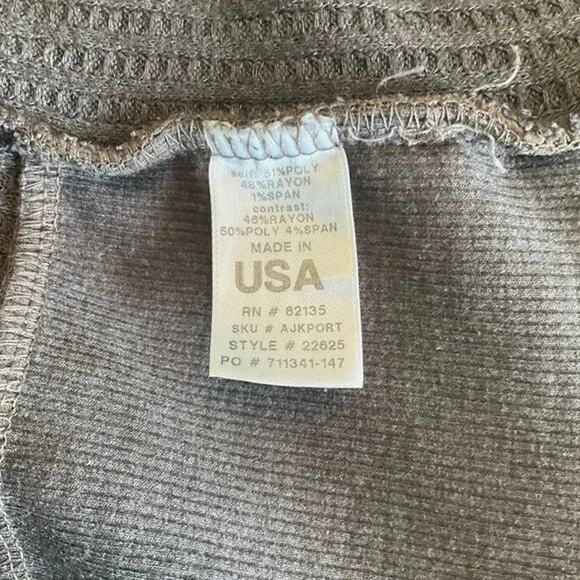 self: 51%POLY
48%RAYON
1%SPAN
contrast:
46%RAYON
50%POLY 4%SPAN
MADE IN
USA
RN # 82135
SKU # AJKPORT
STYLE # 22625
PO # 711341-147